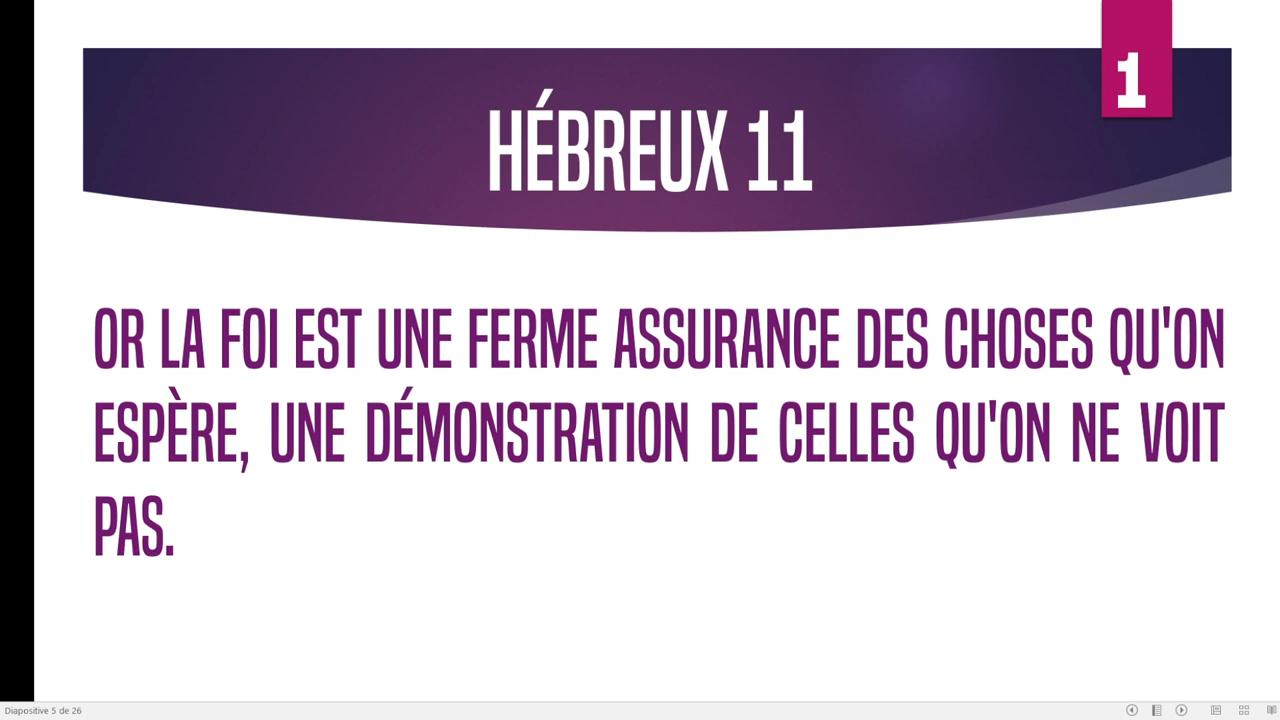 1
HÉBREUX 11
OR LA FOI EST UNE FERME ASSURANCE DES CHOSES QU'ON
ESPÈRE, UNE DÉMONSTRATION DE CELLES QU'ON NE VOIT
PAS.
Diapositive 5 de 26